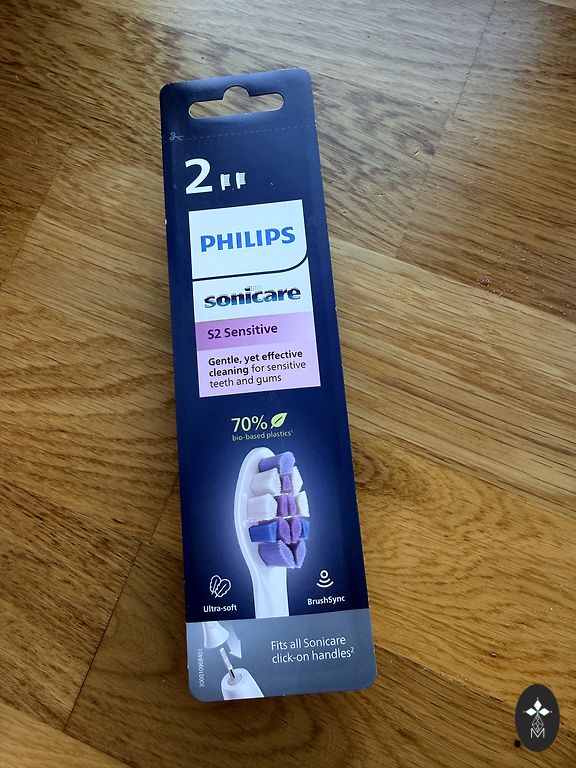 2
PHILIPS
sonicare
S2 Sensitive
Gentle, yet effective
cleaning for sensitive
teeth and gums
70%
bio-based plastics¹
Ultra-soft
BrushSync
Fits all Sonicare
click-on handles²
300010968401
M